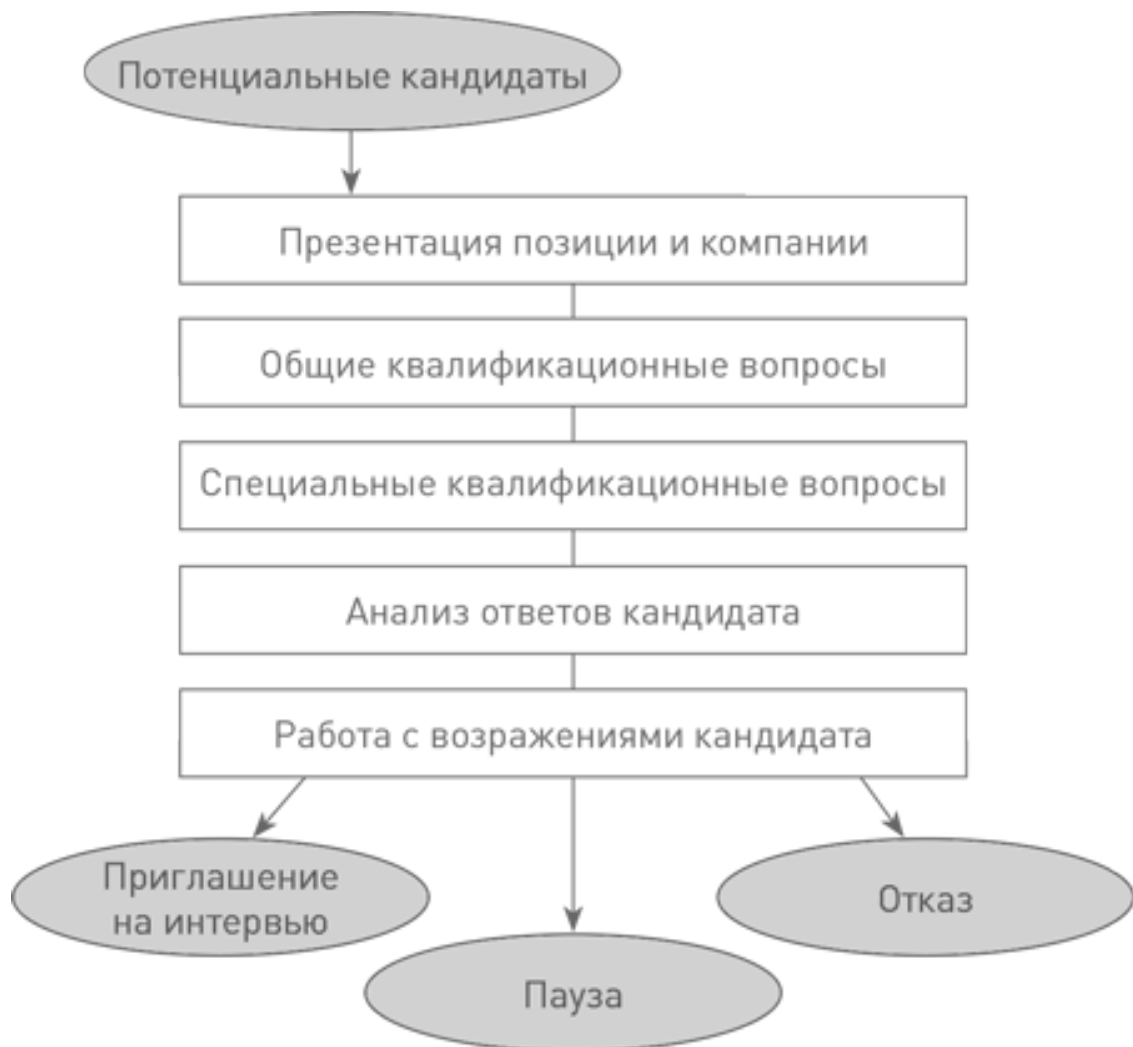 Потенциальные кандидаты
Презентация позиции и компании
Общие квалификационные вопросы
Специальные квалификационные вопросы
Анализ ответов кандидата
Работа с возражениями кандидата
Приглашение
на интервью
Отказ
Пауза